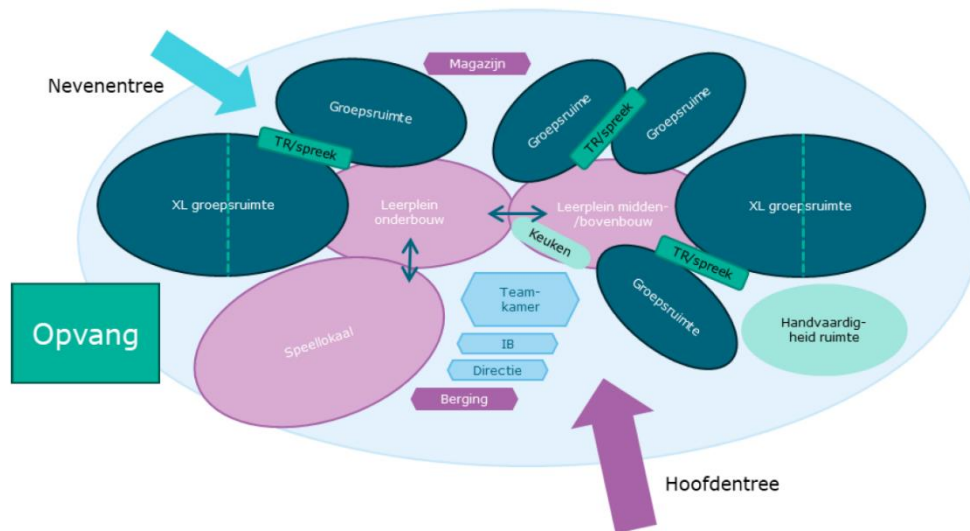 Nevenentree
Magazijn
Groepsruimte
Groepsruime
Groepsruimte
TR/spreek
TR/spreek
XL groepsruimte
Leerplein
onderbouw
Leerplein midden-
/bovenbouw
XL groepsruimte
Keuken
TR/spreek
Team-
kamer
Groepsruimte
Opvang
Speellokaal
Handvaardig-
heid ruimte
IB
Directie
Berging
Hoofdentree